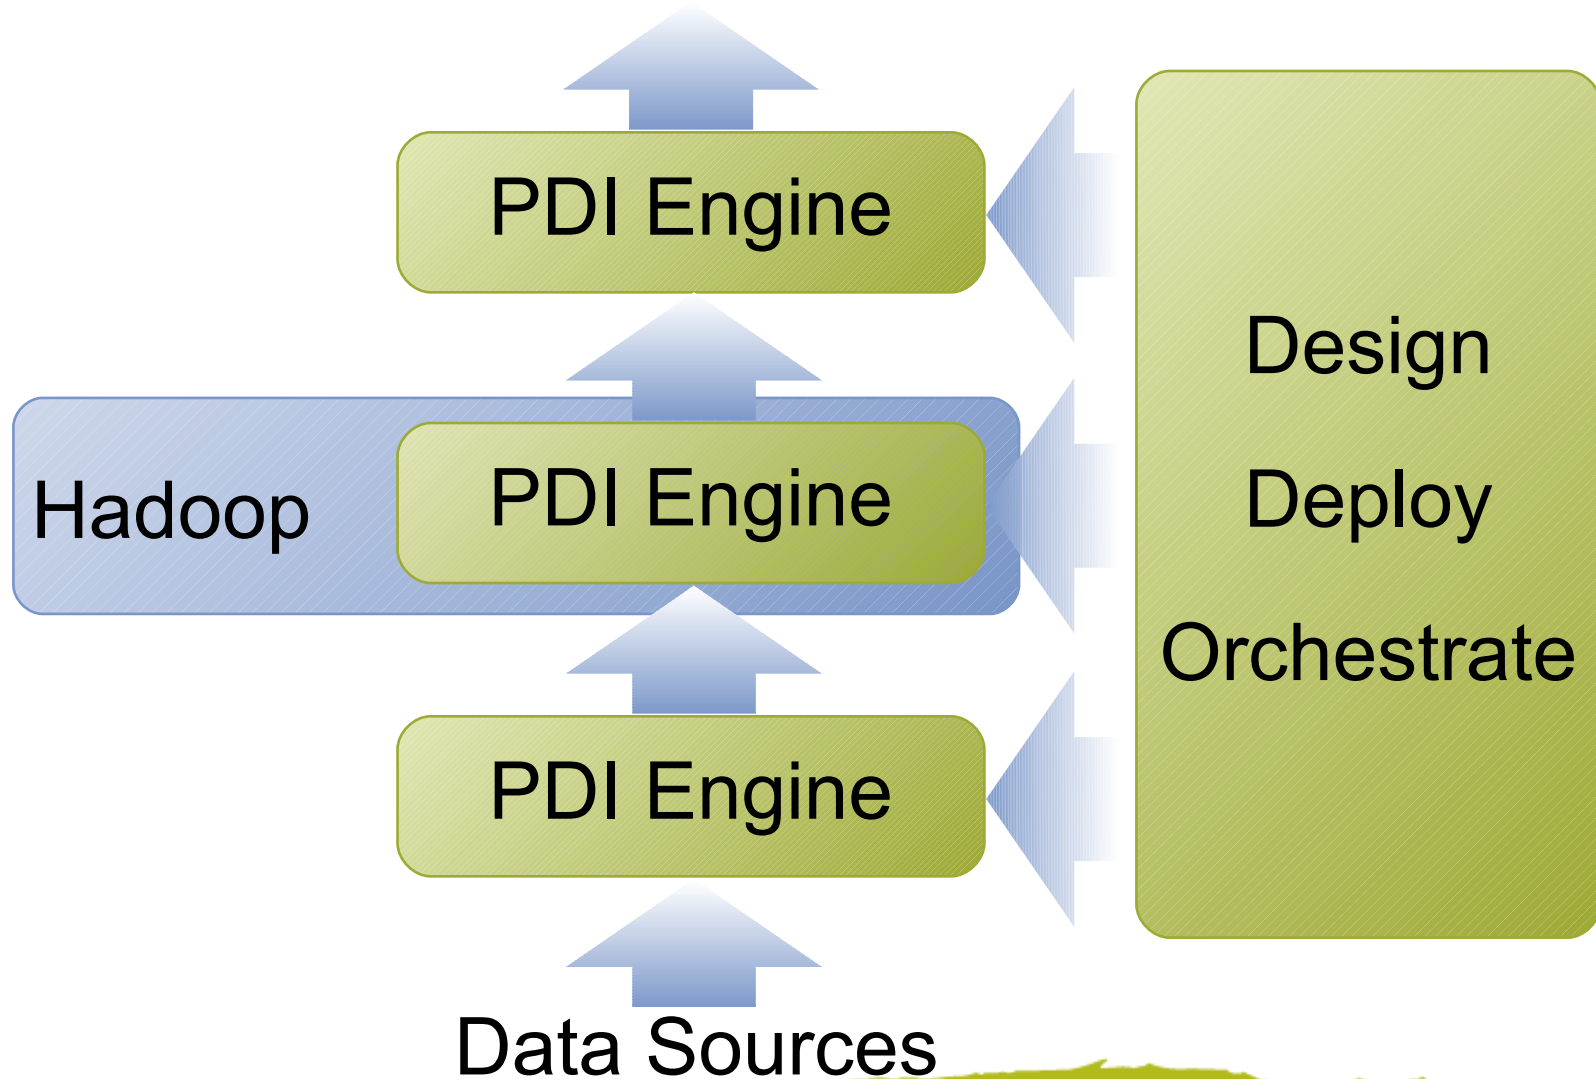 PDI Engine
Hadoop
PDI Engine
PDI Engine
Data Sources
Design
Deploy
Orchestrate